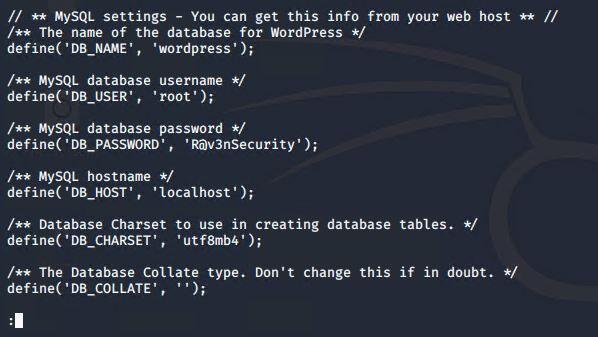 // ** MySQL settings - You can get this info from your web host ** //
/** The name of the database for WordPress */
define('DB_NAME', 'wordpress');
/** MySQL database username */
define('DB_USER', 'root');
/** MySQL database password */
define('DB_PASSWORD', 'R@v3nSecurity');
/** MySQL hostname */
define('DB_HOST', 'localhost');
/** Database Charset to use in creating database tables. */
define('DB_CHARSET', 'utf8mb4');
/** The Database Collate type. Don't change this if in doubt. */
define('DB_COLLATE', '');
: